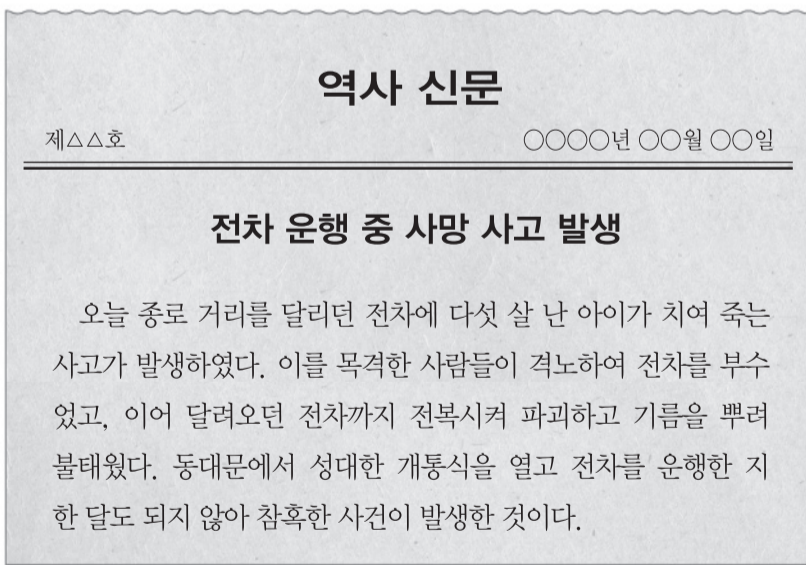 역사 신문
제△△호 ○○○○년 ○○월 ○○일
전차 운행 중 사망 사고 발생
오늘 종로 거리를 달리던 전차에 다섯 살 난 아이가 치여 죽는
사고가 발생하였다. 이를 목격한 사람들이 격노하여 전차를 부수
었고, 이어 달려오던 전차까지 전복시켜 파괴하고 기름을 뿌려
불태웠다. 동대문에서 성대한 개통식을 열고 전차를 운행한 지
한 달도 되지 않아 참혹한 사건이 발생한 것이다.